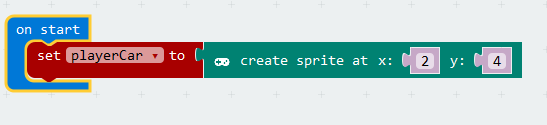 on start
set playerCar to create sprite at x: 2 y: 4